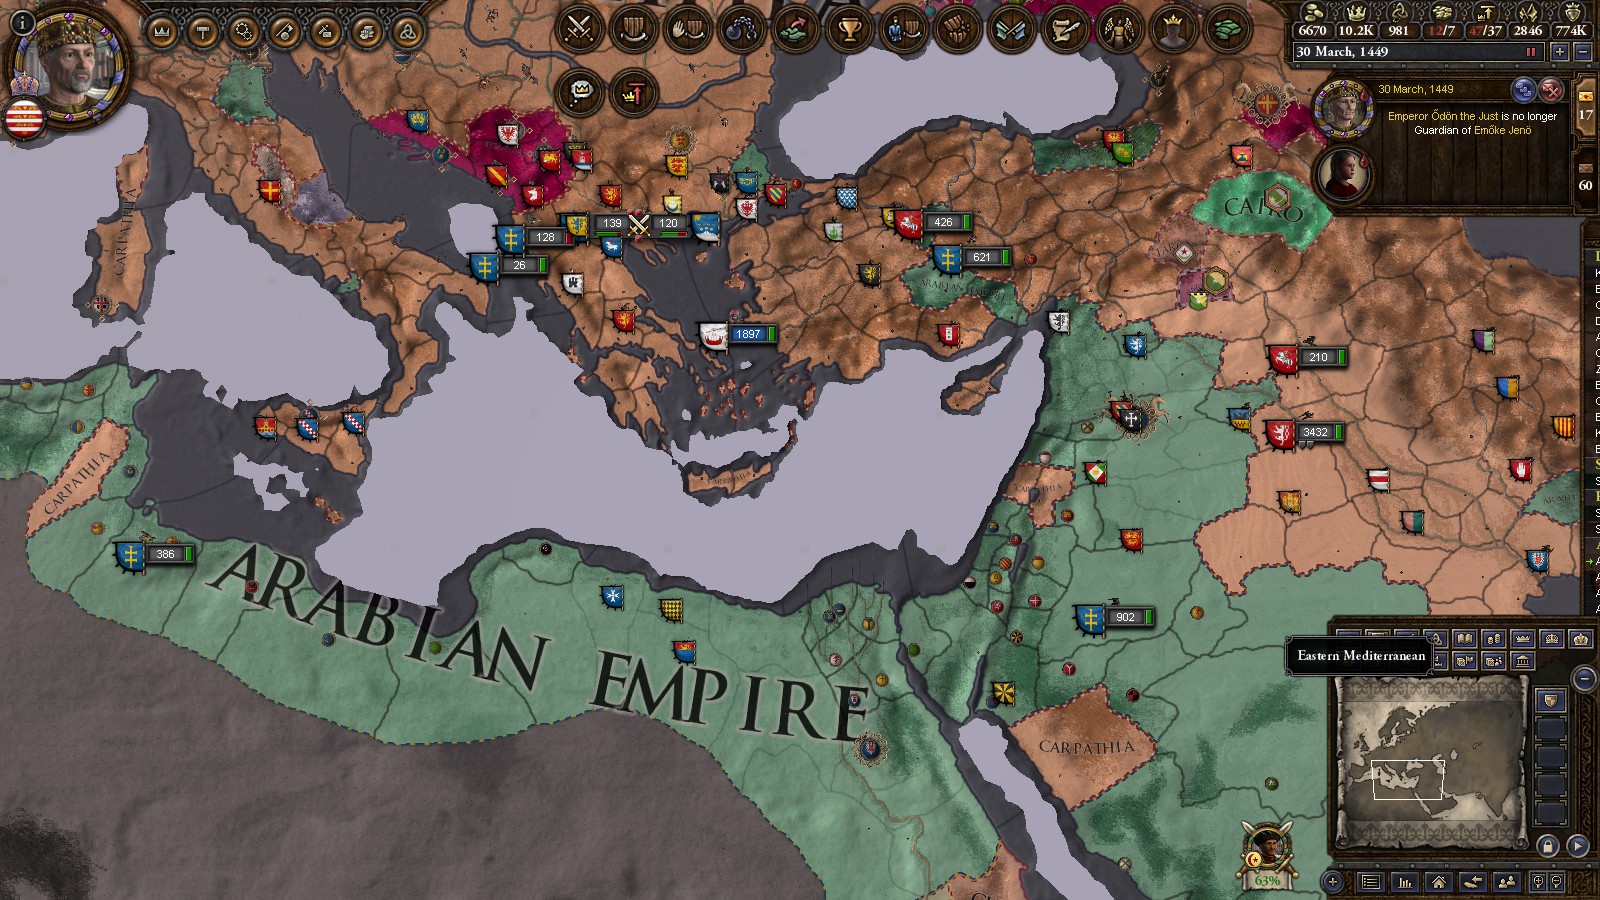 6670 10.2K 981 12/7 47/37 2846 774K
30 March, 1449
30 March, 1449
Emperor Ődön the Just is no longer
Guardian of Emőke Jenö
17
60
CARPATHIA
CAIRO
139
120
128
26
426
621
1897
210
3432
386
902
CARPATHIA
CARPATHIA
ARABIAN EMPIRE
CARPATHIA
Eastern Mediterranean
63%